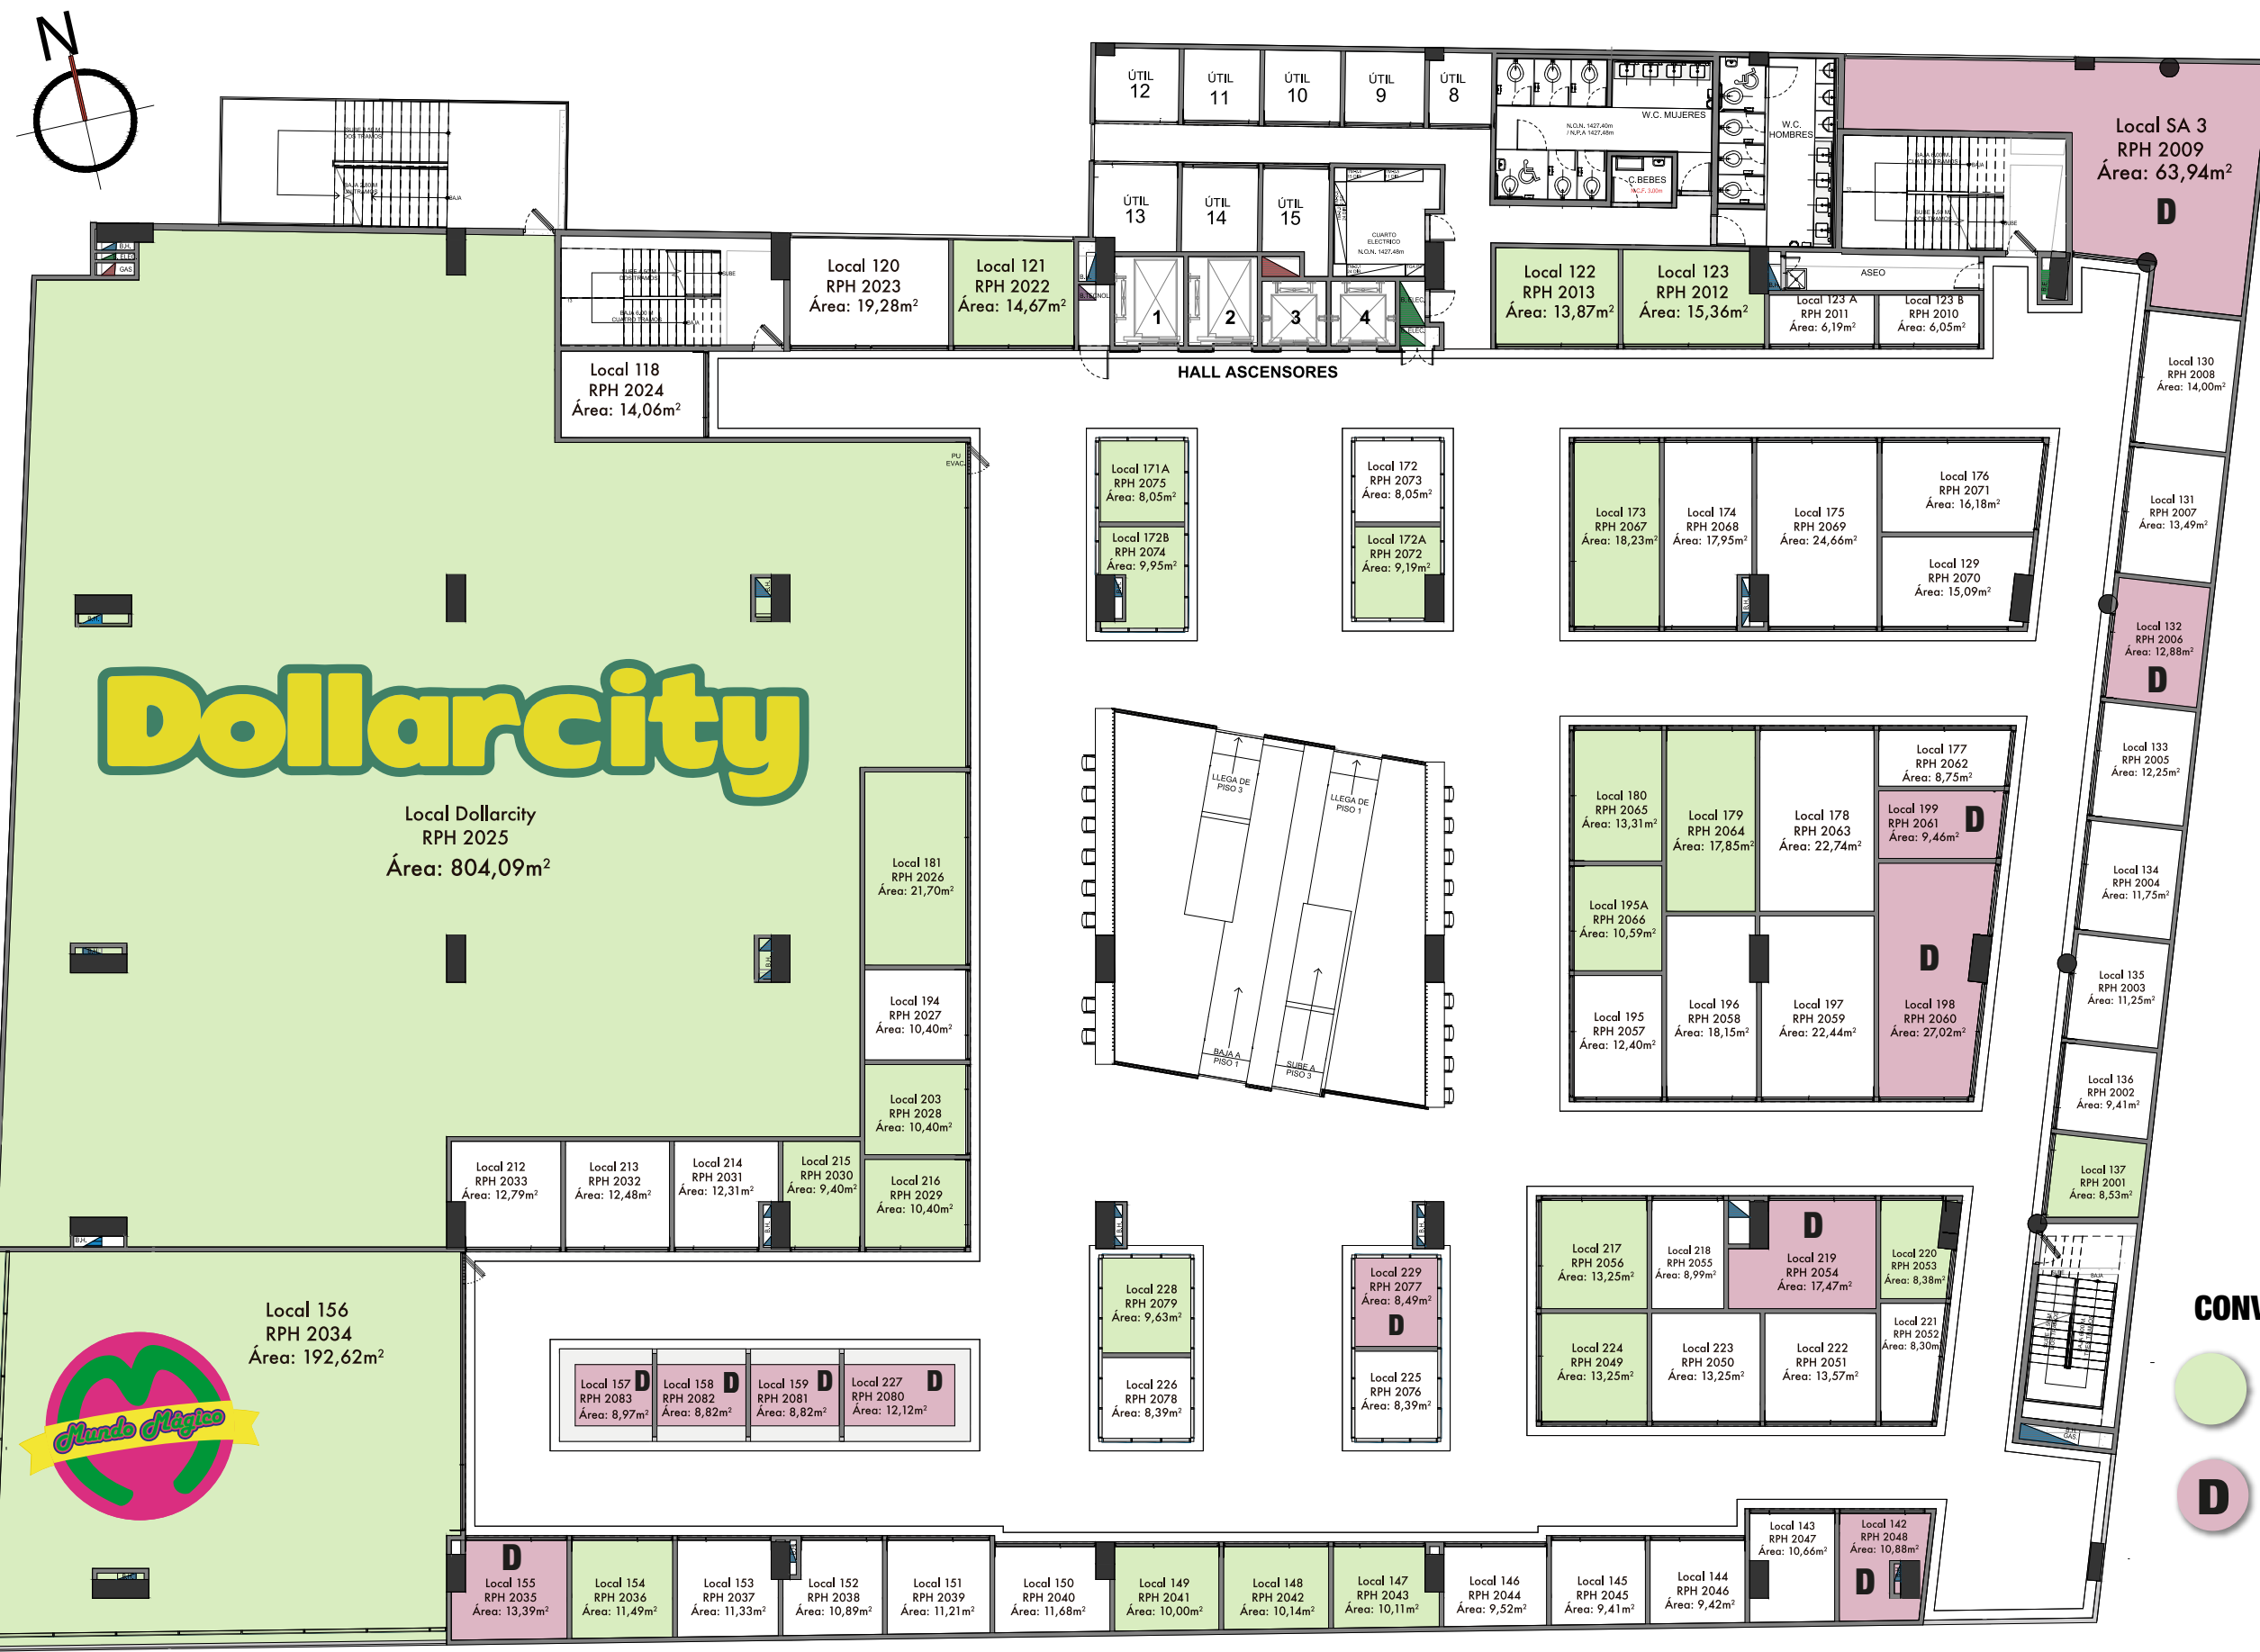 N
ÚTIL
12
ÚTIL
11
ÚTIL
10
ÚTIL
9
ÚTIL
8
W.C. MUJERES
N.O.N. 1427,40m
/ N.P.A 1427.48m
W.C.
HOMBRES
C.BEBES
Local SA 3
RPH 2009
Área: 63,94m²
D
ÚTIL
13
ÚTIL
14
ÚTIL
15
CUARTO
ELECTRICO
N.O.N. 1427.48m
B.H.
ELEC
GAS
BAJA
SUBE
Local 120
RPH 2023
Área: 19,28m²
Local 121
RPH 2022
Área: 14,67m²
1
2
3
4
B. ELEC.
B. ELEC.
Local 122
RPH 2013
Área: 13,87m²
Local 123
RPH 2012
Área: 15,36m²
ASEO
Local 123 A
RPH 2011
Área: 6,19m²
Local 123 B
RPH 2010
Área: 6,05m²
HALL ASCENSORES
Local 118
RPH 2024
Área: 14,06m²
Local 130
RPH 2008
Área: 14,00m²
PU
EVAC.
Local 171A
RPH 2075
Área: 8,05m²
Local 172
RPH 2073
Área: 8,05m²
Local 172B
RPH 2074
Área: 9,95m²
Local 172A
RPH 2072
Área: 9,19m²
Local 173
RPH 2067
Área: 18,23m²
Local 174
RPH 2068
Área: 17,95m²
Local 175
RPH 2069
Área: 24,66m²
Local 176
RPH 2071
Área: 16,18m²
Local 129
RPH 2070
Área: 15,09m²
Local 131
RPH 2007
Área: 13,49m²
Local 132
RPH 2006
Área: 12,88m²
D
Dollarcity
Local Dollarcity
RPH 2025
Área: 804,09m²
LLEGA DE
PISO 3
LLEGA DE
PISO 1
BAJA A
PISO 1
SUBE A
PISO 3
Local 180
RPH 2065
Área: 13,31m²
Local 179
RPH 2064
Área: 17,85m²
Local 178
RPH 2063
Área: 22,74m²
Local 177
RPH 2062
Área: 8,75m²
Local 199
RPH 2061
Área: 9,46m²
D
Local 133
RPH 2005
Área: 12,25m²
Local 181
RPH 2026
Área: 21,70m²
Local 195A
RPH 2066
Área: 10,59m²
Local 134
RPH 2004
Área: 11,75m²
Local 194
RPH 2027
Área: 10,40m²
Local 195
RPH 2057
Área: 12,40m²
Local 196
RPH 2058
Área: 18,15m²
Local 197
RPH 2059
Área: 22,44m²
D
Local 198
RPH 2060
Área: 27,02m²
Local 135
RPH 2003
Área: 11,25m²
Local 203
RPH 2028
Área: 10,40m²
Local 136
RPH 2002
Área: 9,41m²
Local 212
RPH 2033
Área: 12,79m²
Local 213
RPH 2032
Área: 12,48m²
Local 214
RPH 2031
Área: 12,31m²
Local 215
RPH 2030
Área: 9,40m²
Local 216
RPH 2029
Área: 10,40m²
Local 137
RPH 2001
Área: 8,53m²
Local 217
RPH 2056
Área: 13,25m²
Local 218
RPH 2055
Área: 8,99m²
D
Local 219
RPH 2054
Área: 17,47m²
Local 220
RPH 2053
Área: 8,38m²
Local 156
RPH 2034
Área: 192,62m²
Mundo Mágico
Local 228
RPH 2079
Área: 9,63m²
Local 229
RPH 2077
Área: 8,49m²
D
CONV
Local 224
RPH 2049
Área: 13,25m²
Local 223
RPH 2050
Área: 13,25m²
Local 222
RPH 2051
Área: 13,57m²
Local 221
RPH 2052
Área: 8,30m
Local 157
RPH 2083
Área: 8,97m²
D
Local 158
RPH 2082
Área: 8,82m²
D
Local 159
RPH 2081
Área: 8,82m²
D
Local 227
RPH 2080
Área: 12,12m²
D
Local 226
RPH 2078
Área: 8,39m²
Local 225
RPH 2076
Área: 8,39m²
GAS
D
D
Local 155
RPH 2035
Área: 13,39m²
Local 154
RPH 2036
Área: 11,49m²
Local 153
RPH 2037
Área: 11,33m²
Local 152
RPH 2038
Área: 10,89m²
Local 151
RPH 2039
Área: 11,21m²
Local 150
RPH 2040
Área: 11,68m²
Local 149
RPH 2041
Área: 10,00m²
Local 148
RPH 2042
Área: 10,14m²
Local 147
RPH 2043
Área: 10,11m²
Local 146
RPH 2044
Área: 9,52m²
Local 145
RPH 2045
Área: 9,41m²
Local 144
RPH 2046
Área: 9,42m²
Local 143
RPH 2047
Área: 10,66m²
Local 142
RPH 2048
Área: 10,88m²
D